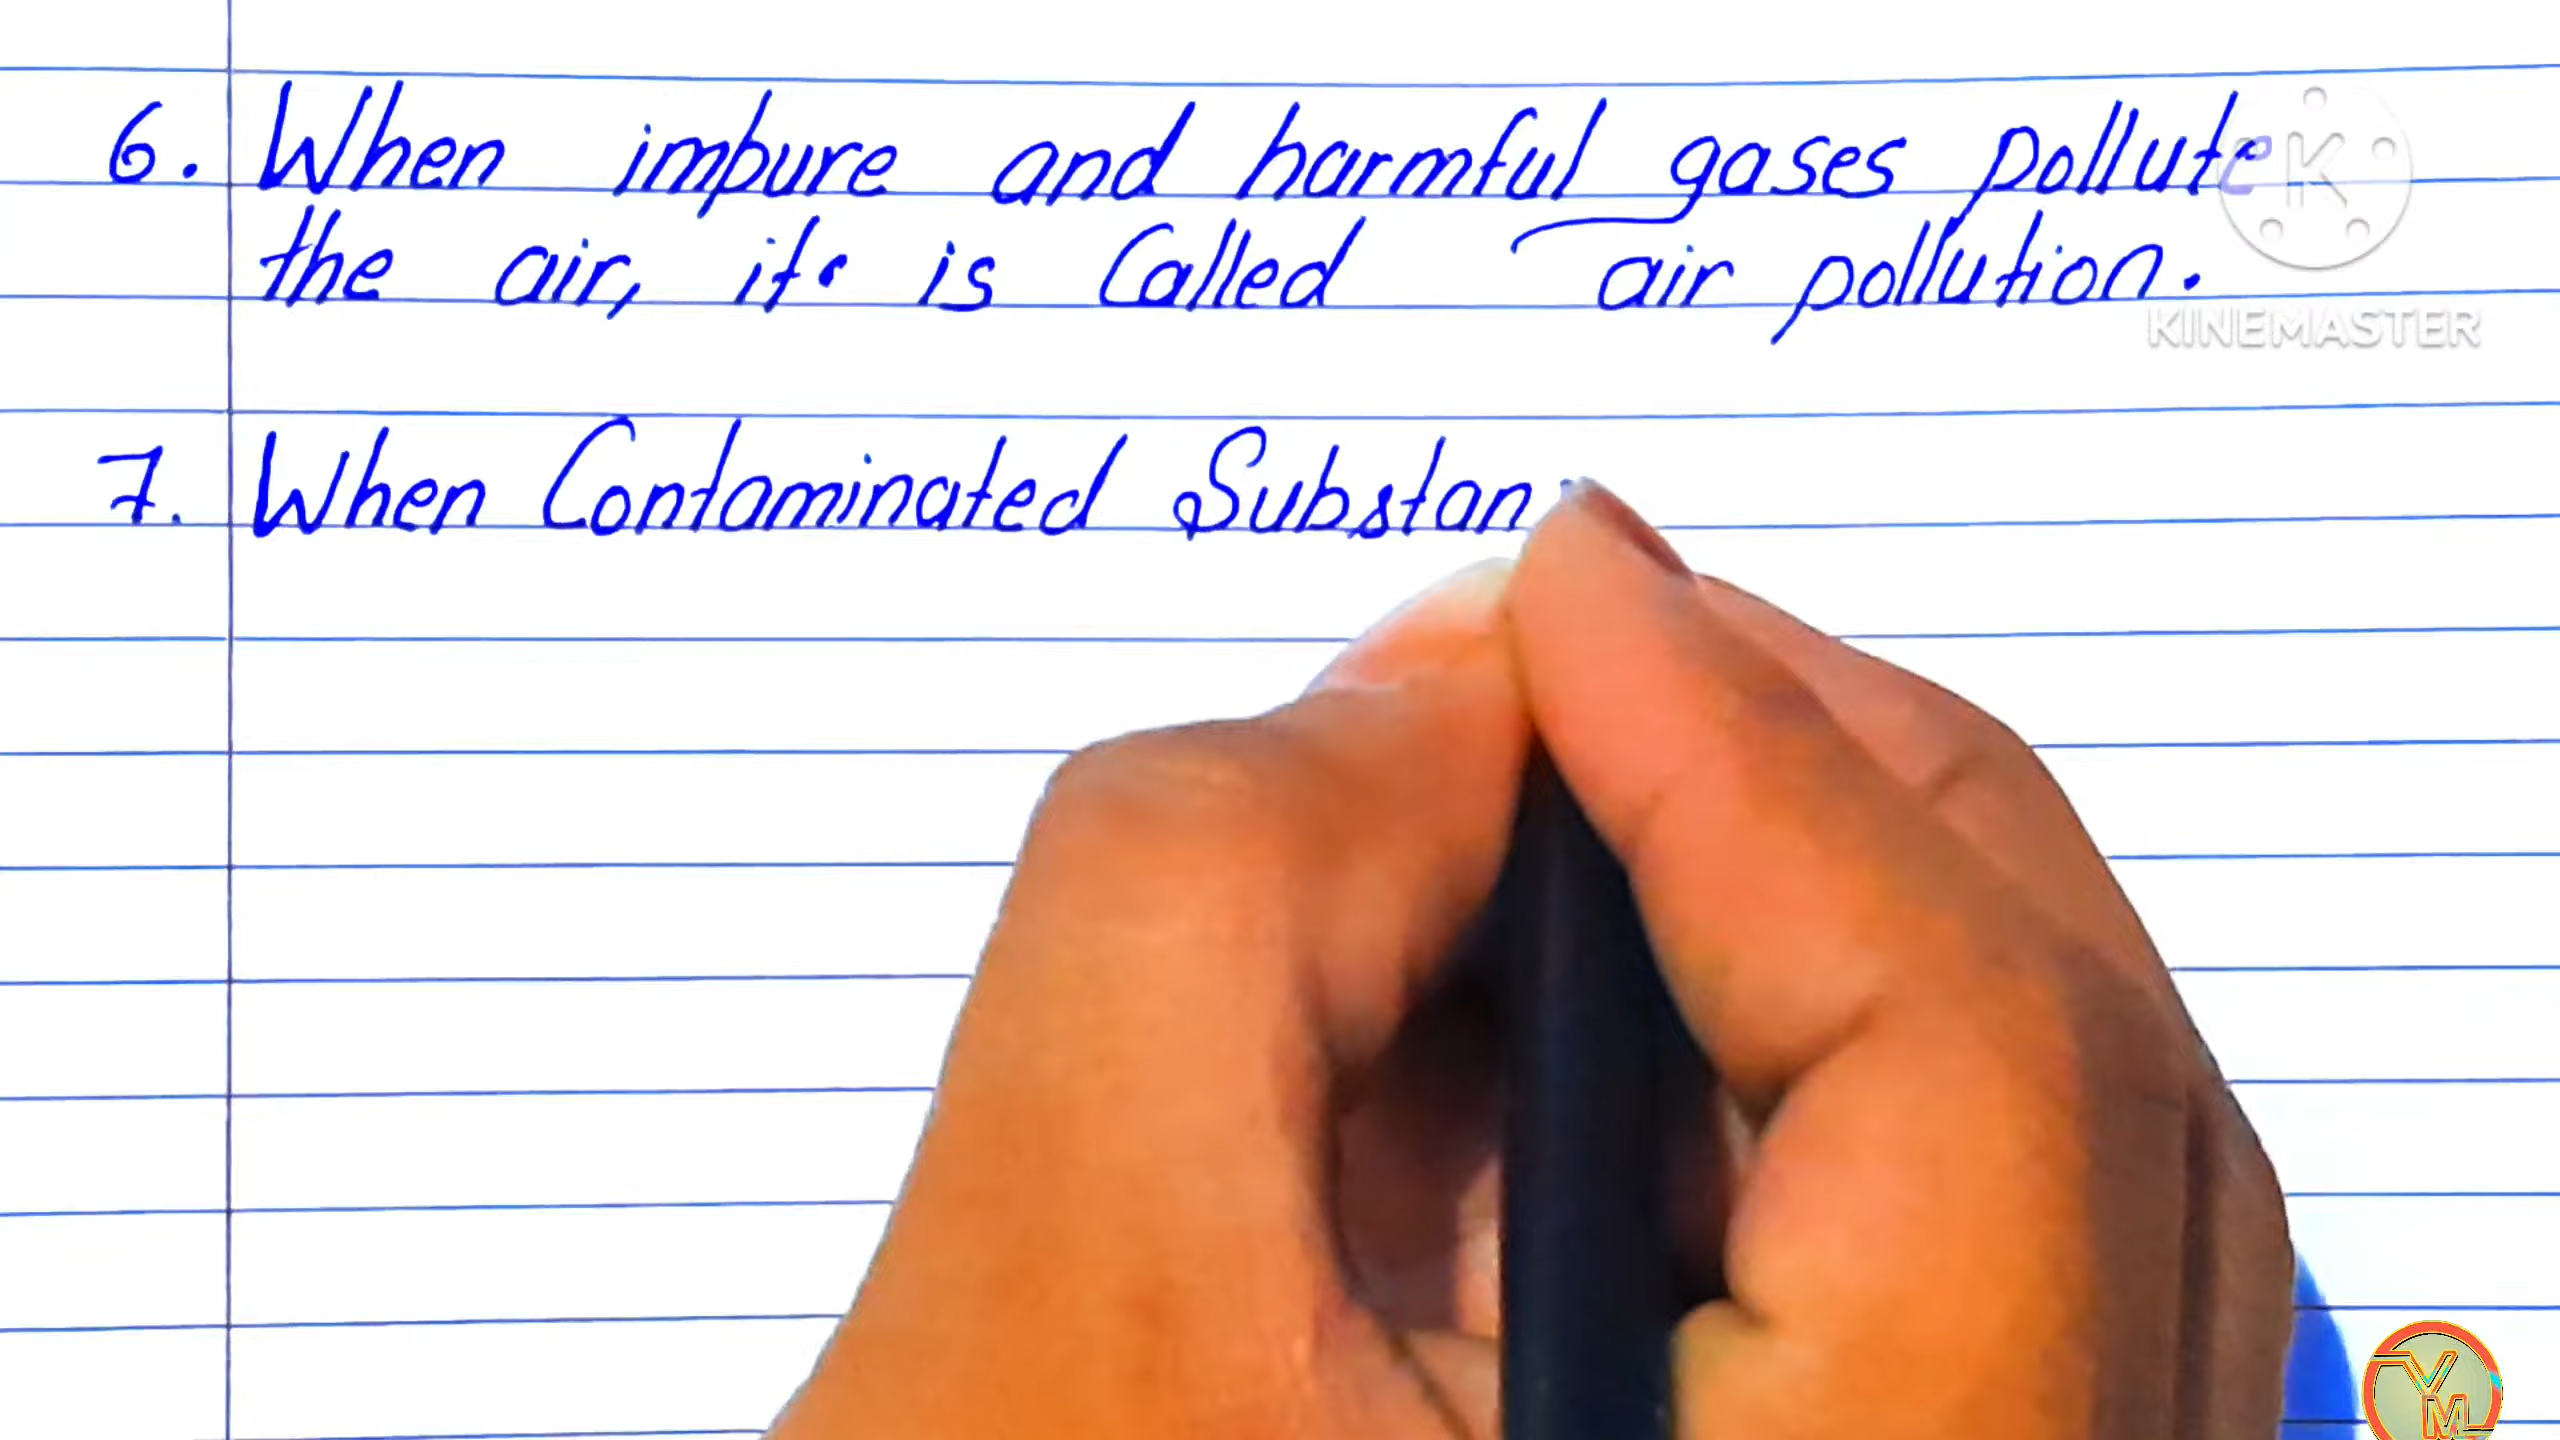 6. When impure and harmful gases pollute
the air, it is Called air pollution.
KINEMASTER
7. When Contaminated Substan
YM